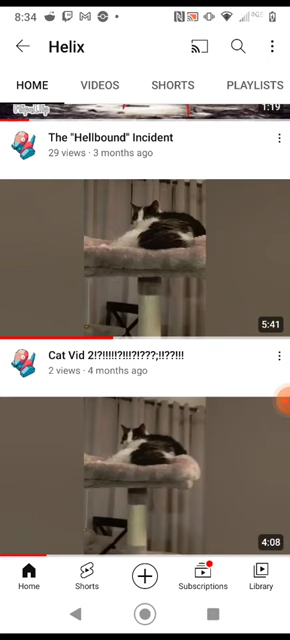 8:34
Helix
HOME VIDEOS SHORTS PLAYLISTS
1:19
The "Hellbound" Incident
29 views · 3 months ago
5:41
Cat Vid 2!?!!!!!?!!!?!???;!!??!!!
2 views · 4 months ago
4:08
Home Shorts Subscriptions Library